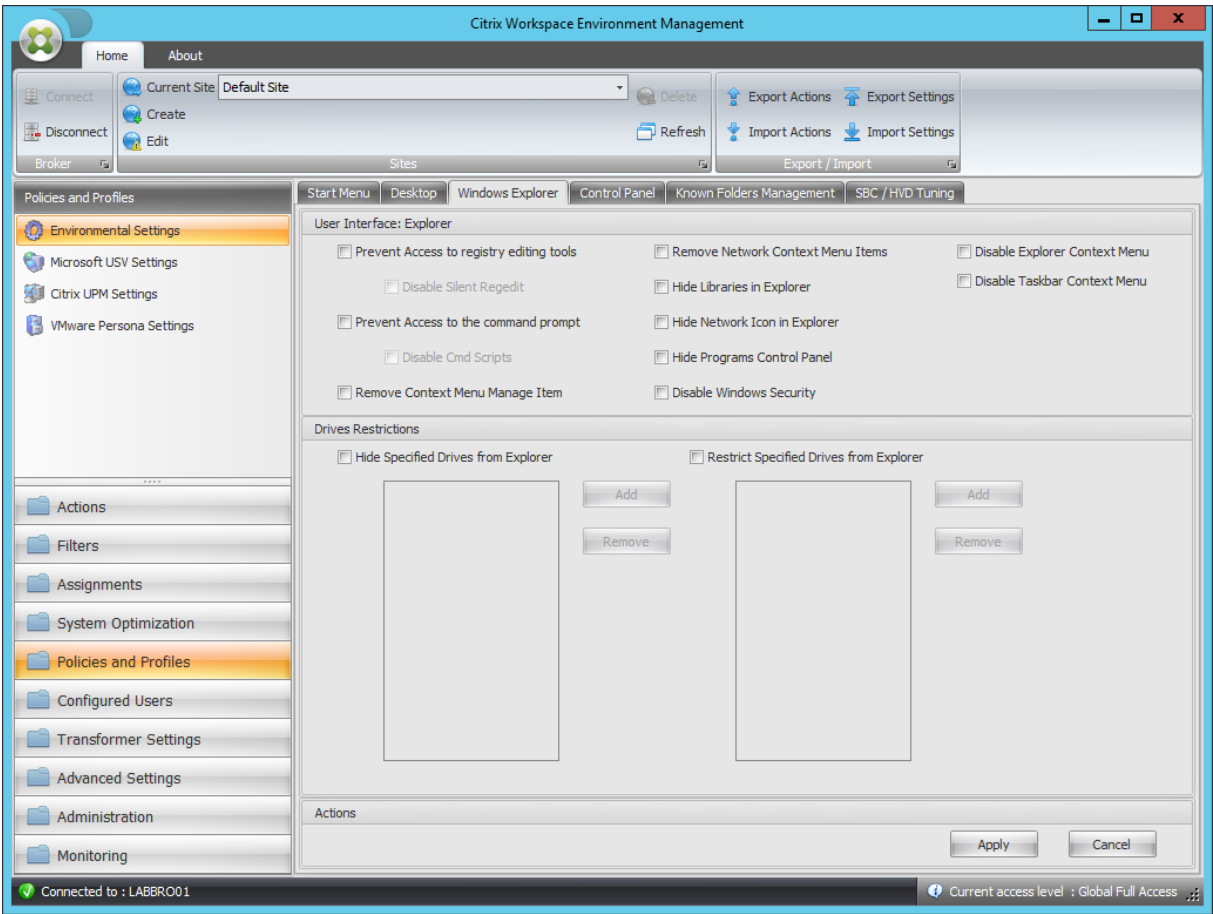 Citrix Workspace Environment Management
Home About
Connect
Disconnect
Broker
Current Site Default Site
Create
Edit
Delete
Refresh
Sites
Export Actions Export Settings
Import Actions Import Settings
Export / Import
Policies and Profiles
Environmental Settings
Microsoft USV Settings
Citrix UPM Settings
VMware Persona Settings
Actions
Filters
Assignments
System Optimization
Policies and Profiles
Configured Users
Transformer Settings
Advanced Settings
Administration
Monitoring
Start Menu Desktop Windows Explorer Control Panel Known Folders Management SBC / HVD Tuning
User Interface: Explorer
Prevent Access to registry editing tools Remove Network Context Menu Items Disable Explorer Context Menu
Disable Silent Regedit Hide Libraries in Explorer Disable Taskbar Context Menu
Prevent Access to the command prompt Hide Network Icon in Explorer
Disable Cmd Scripts Hide Programs Control Panel
Remove Context Menu Manage Item Disable Windows Security
Drives Restrictions
Hide Specified Drives from Explorer Restrict Specified Drives from Explorer
Add Add
Remove Remove
Actions
Apply Cancel
Connected to : LABBRO01 Current access level : Global Full Access